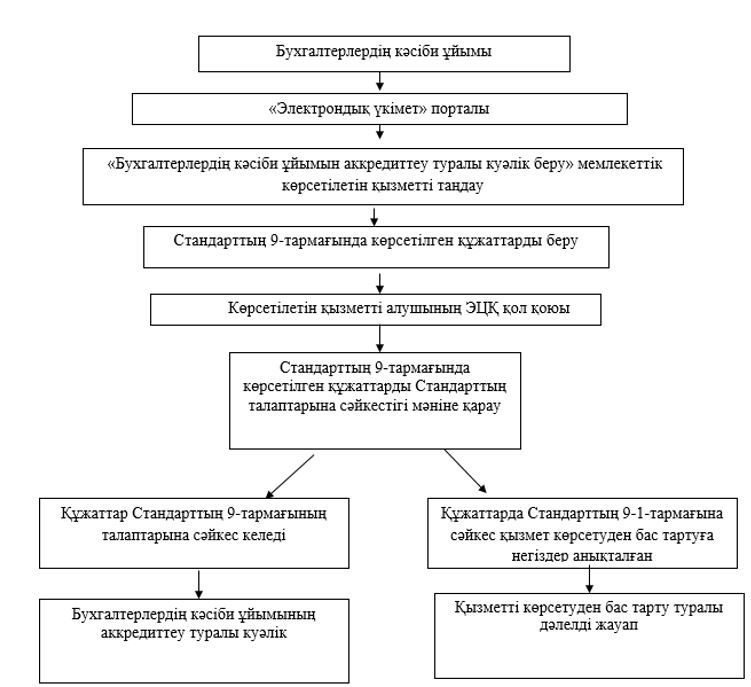 Бухгалтерлердің кәсіби ұйымы
«Электрондық үкімет» порталы
«Бухгалтерлердің кәсіби ұйымын аккредиттеу туралы куәлік беру» мемлекеттік
көрсетілетін қызметті таңдау
Стандарттың 9-тармағында көрсетілген құжаттарды беру
Көрсетілетін қызметті алушының ЭЦҚ қол қоюы
Стандарттың 9-тармағында
көрсетілген құжаттарды Стандарттың
талаптарына сәйкестігі мәніне қарау
Құжаттар Стандарттың 9-тармағының
талаптарына сәйкес келеді
Құжаттарда Стандарттың 9-1-тармағына
сәйкес қызмет көрсетуден бас тартуға
негіздер анықталған
Бухгалтерлердің кәсіби ұйымының
аккредиттеу туралы куәлік
Қызметті көрсетуден бас тарту туралы
дәлелді жауап